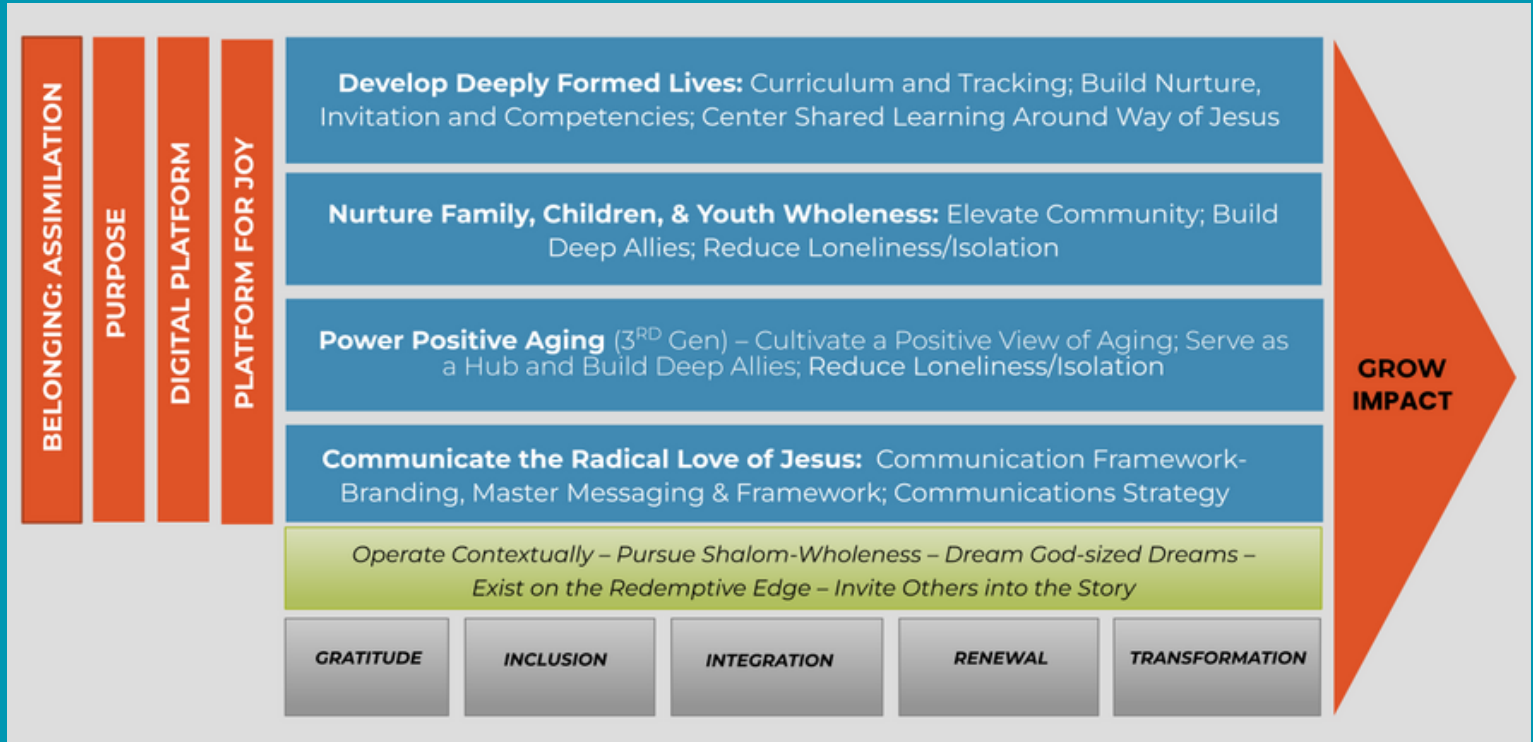 BELONGING: ASSIMILATION
PURPOSE
DIGITAL PLATFORM
PLATFORM FOR JOY
Develop Deeply Formed Lives: Curriculum and Tracking; Build Nurture,
Invitation and Competencies; Center Shared Learning Around Way of Jesus
Nurture Family, Children, & Youth Wholeness: Elevate Community; Build
Deep Allies; Reduce Loneliness/Isolation
Power Positive Aging (3RD Gen) – Cultivate a Positive View of Aging; Serve as
a Hub and Build Deep Allies; Reduce Loneliness/Isolation
Communicate the Radical Love of Jesus: Communication Framework-
Branding, Master Messaging & Framework; Communications Strategy
Operate Contextually – Pursue Shalom-Wholeness – Dream God-sized Dreams –
Exist on the Redemptive Edge – Invite Others into the Story
GRATITUDE
INCLUSION
INTEGRATION
RENEWAL
TRANSFORMATION
GROW
IMPACT